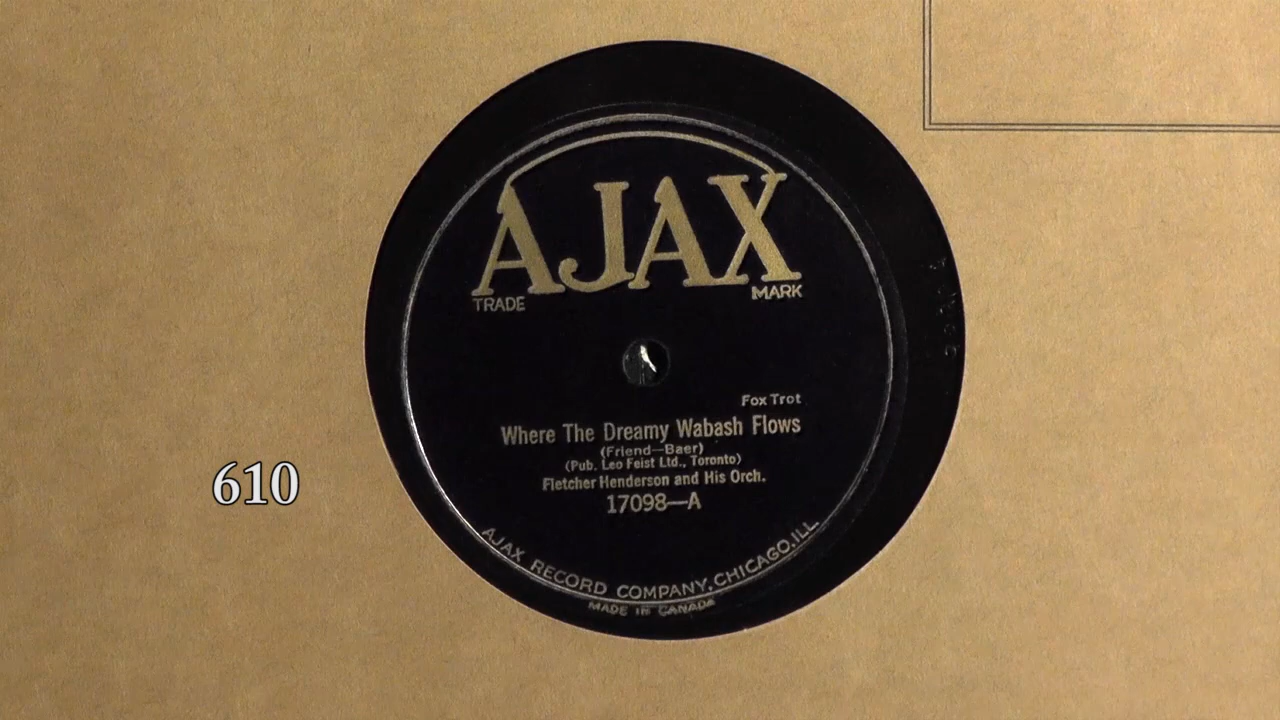 AJAX
TRADE MARK
Fox Trot
Where The Dreamy Wabash Flows
(Friend—Baer)
(Pub. Leo Feist Ltd., Toronto)
Fletcher Henderson and His Orch.
17098—A
AJAX RECORD COMPANY, CHICAGO, ILL.
MADE IN CANADA
610